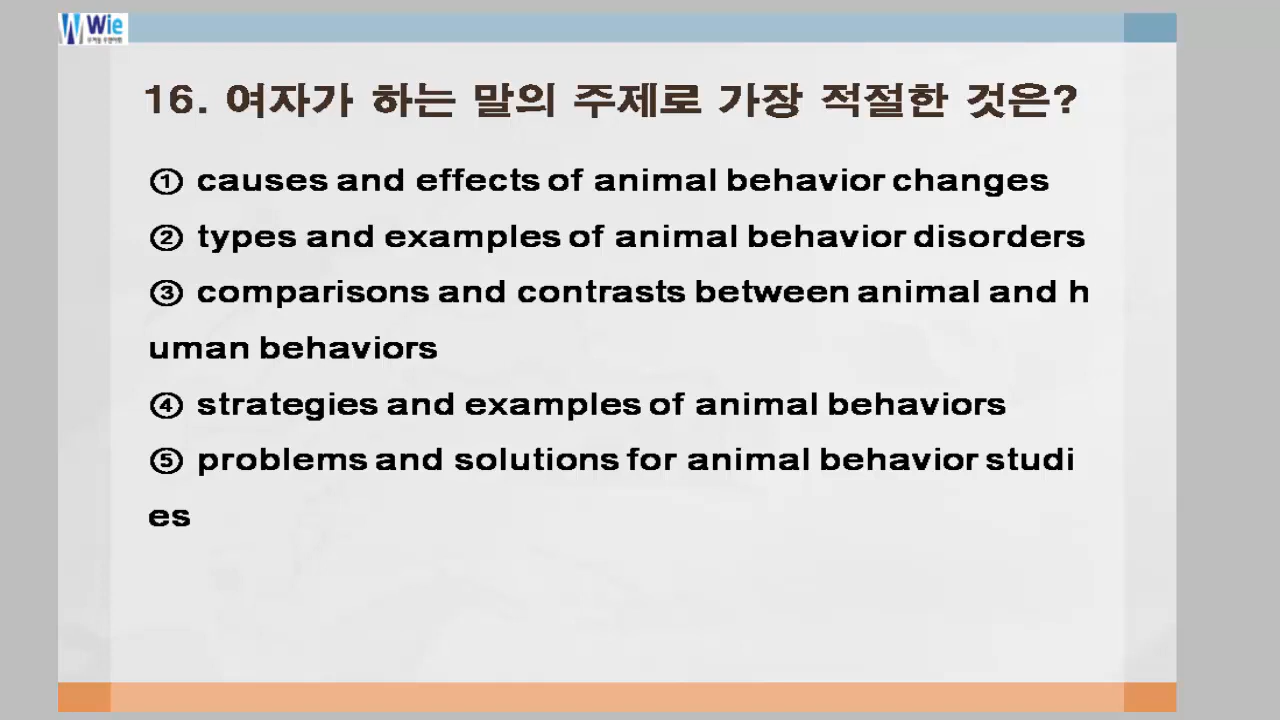 Wie
16. 여자가 하는 말의 주제로 가장 적절한 것은?
① causes and effects of animal behavior changes
② types and examples of animal behavior disorders
③ comparisons and contrasts between animal and h
uman behaviors
④ strategies and examples of animal behaviors
⑤ problems and solutions for animal behavior studi
es